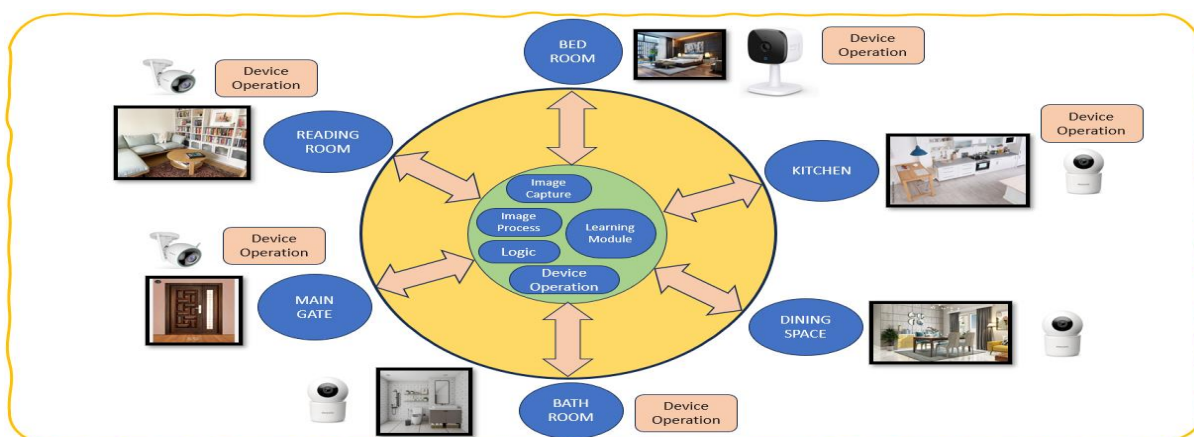 BED
ROOM
Device
Operation
Device
Operation
READING
ROOM
KITCHEN
Device
Operation
Image
Capture
Image
Process
Learning
Module
Logic
Device
Operation
Device
Operation
MAIN
GATE
DINING
SPACE
BATH
ROOM
Device
Operation